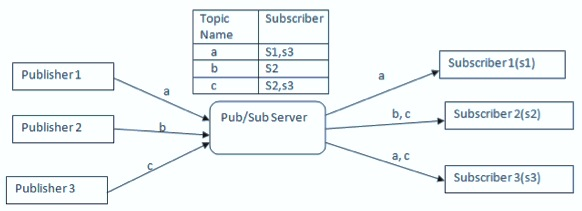 Topic Name Subscriber
a S1,s3
b S2
c S2,s3
Publisher 1
a
Publisher 2
b
Publisher 3
c
Pub/Sub Server
a
Subscriber 1(s1)
b, c
Subscriber 2(s2)
a, c
Subscriber 3(s3)